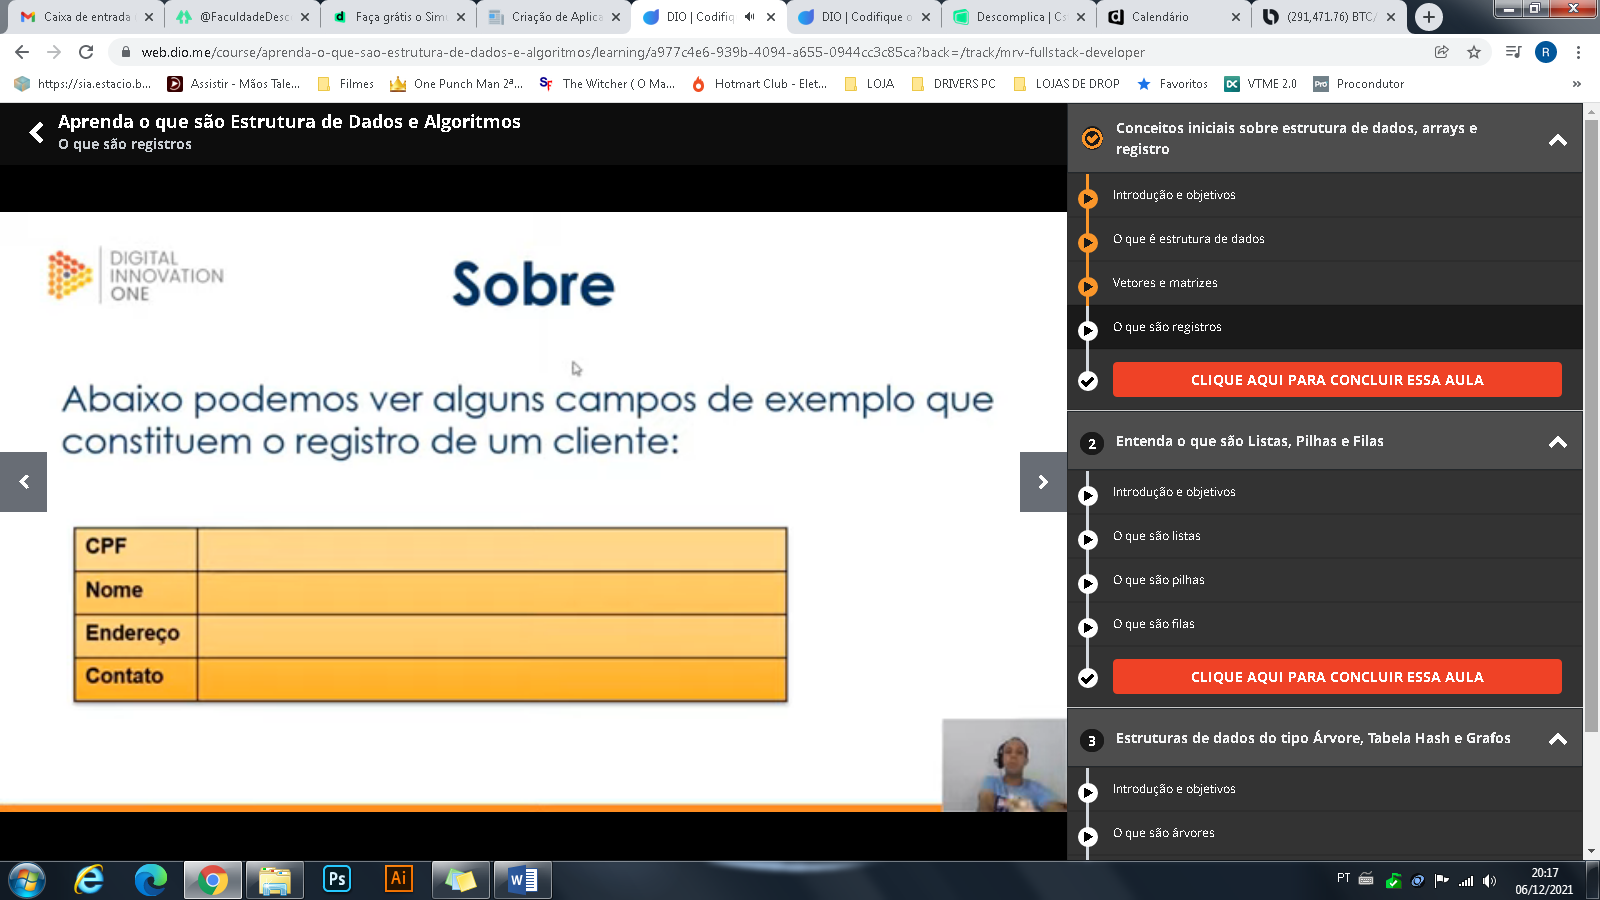 Caixa de entrada
@FaculdadeDesc
Faça grátis o Sim
Criação de Aplica
DIO | Codifiq
DIO | Codifique o
Descomplica | Cs
Calendário
(291,471.76) BTC/
web.dio.me/course/aprenda-o-que-sao-estrutura-de-dados-e-algoritmos/learning/a977c4e6-939b-4094-a655-0944cc3c85ca?back=/track/mrv-fullstack-developer
R
https://sia.estacio.b...
Assistir - Mãos Tale...
Filmes
One Punch Man 2ª...
SF
The Witcher ( O Ma...
Hotmart Club - Elet...
LOJA
DRIVERS PC
LOJAS DE DROP
Favoritos
DC
VTME 2.0
Pro
Procondutor
»
Aprenda o que são Estrutura de Dados e Algoritmos
O que são registros
DIGITAL
INNOVATION
ONE
Sobre
Abaixo podemos ver alguns campos de exemplo que
constituem o registro de um cliente:
CPF
Nome
Endereço
Contato
Conceitos iniciais sobre estrutura de dados, arrays e
registro
Introdução e objetivos
O que é estrutura de dados
Vetores e matrizes
O que são registros
CLIQUE AQUI PARA CONCLUIR ESSA AULA
2
Entenda o que são Listas, Pilhas e Filas
Introdução e objetivos
O que são listas
O que são pilhas
O que são filas
CLIQUE AQUI PARA CONCLUIR ESSA AULA
3
Estruturas de dados do tipo Árvore, Tabela Hash e Grafos
Introdução e objetivos
O que são árvores
Ps
Ai
W
PT
20:17
06/12/2021